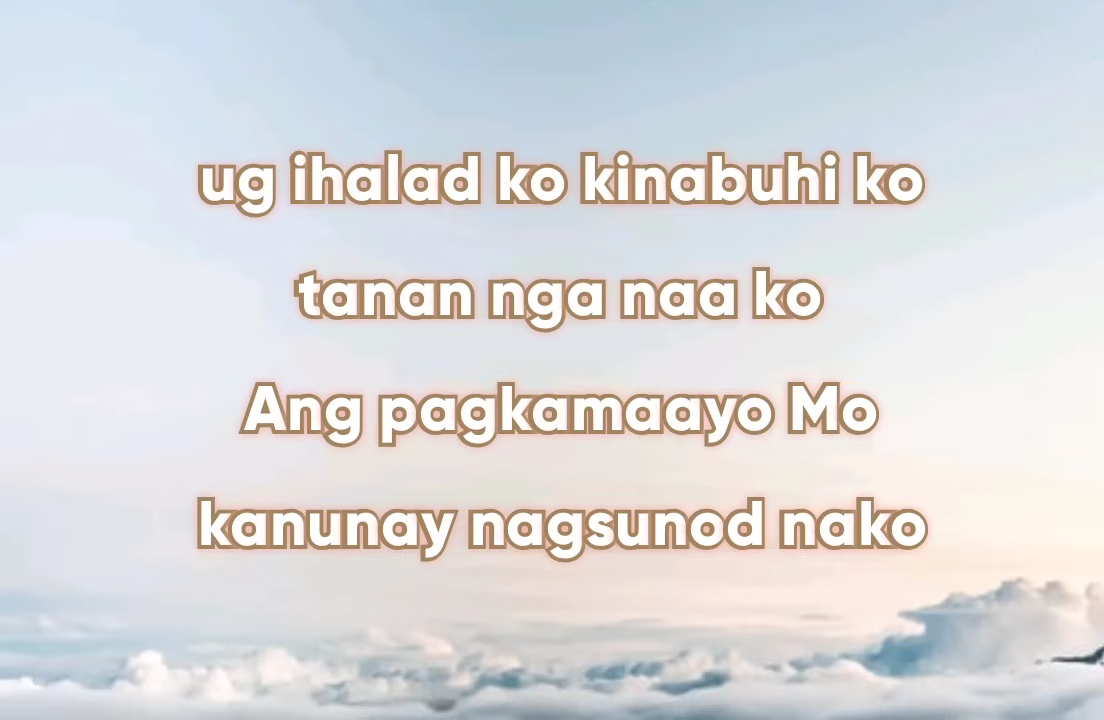 ug ihalad ko kinabuhi ko
tanan nga naa ko
Ang pagkamaayo Mo
kanunay nagsunod nako